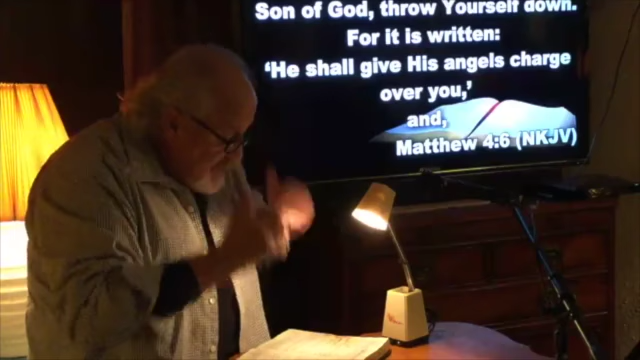 Son of God, throw Yourself down.
For it is written:
‘He shall give His angels charge
over you,’
and,
Matthew 4:6 (NKJV)